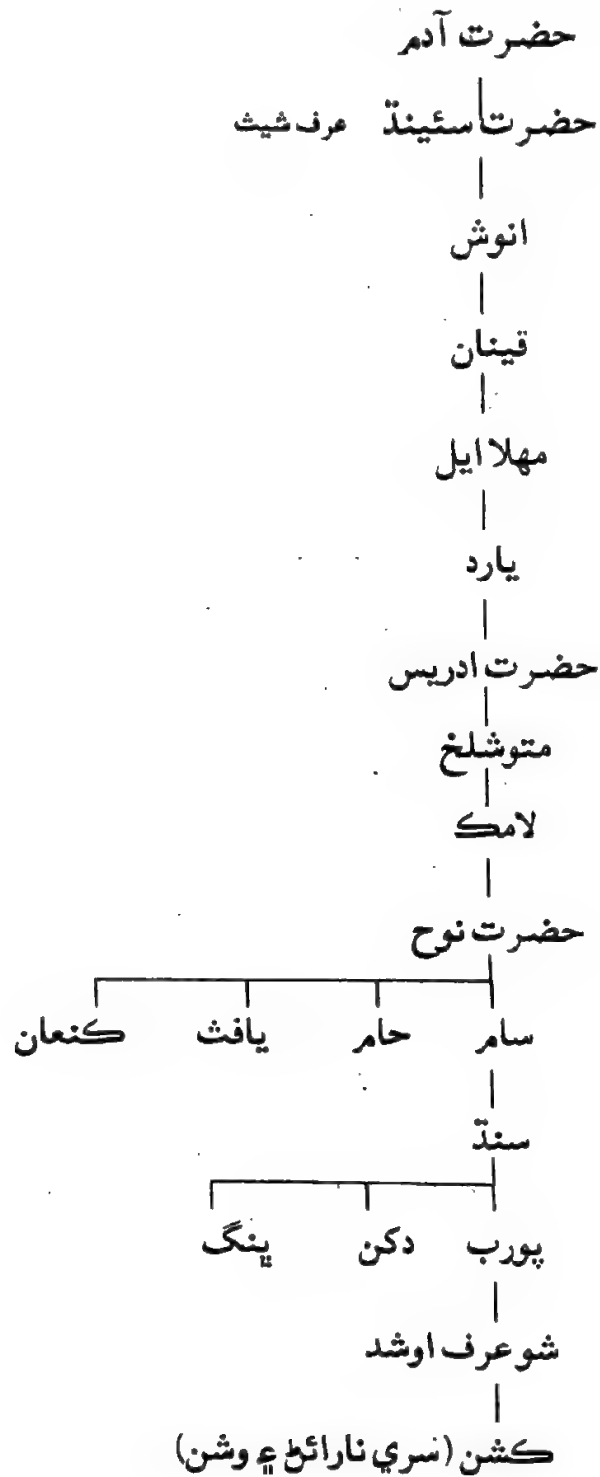 حضرت آدم
حضرت سئينڌ عرف شيث
انوش
قينان
مهلا ايل
يارد
حضرت ادريس
متوشلخ
لامڪ
حضرت نوح
سام حام يافث ڪنعان
سنڌ
پورب دکن ڀنگ
شو عرف اوشد
ڪشن (سري نارائڻ ۽ وشن)